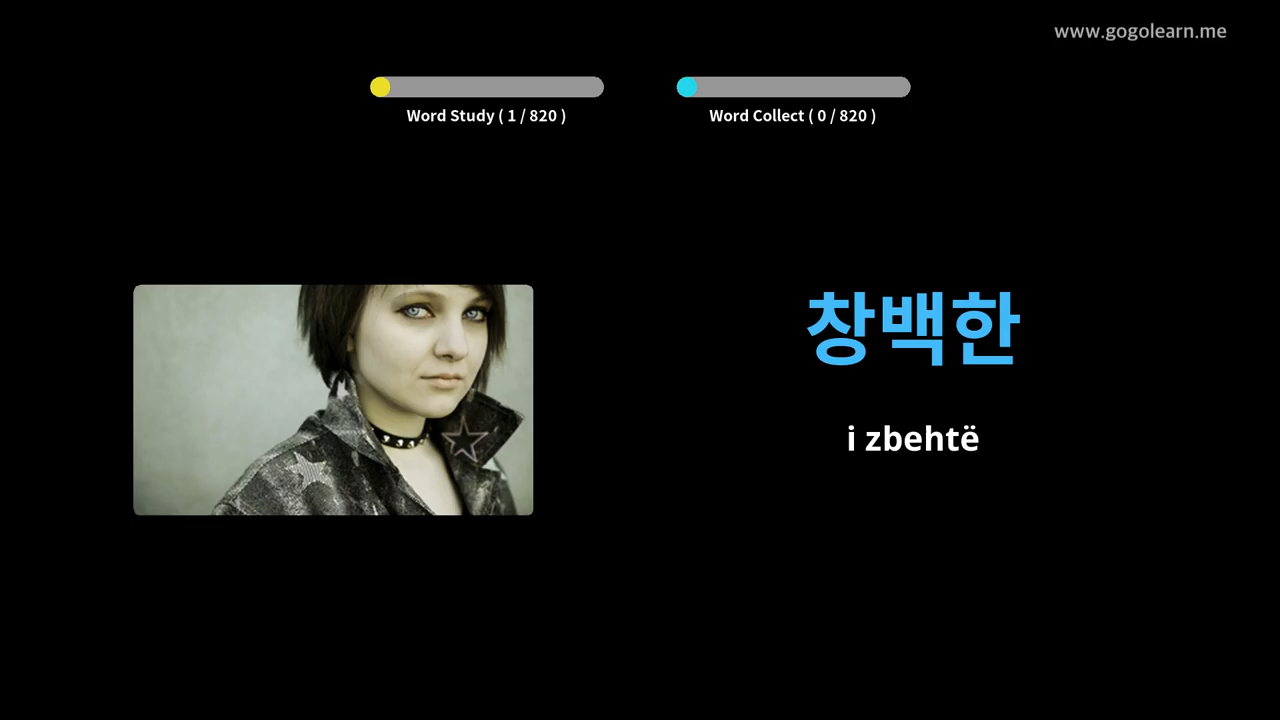 www.gogolearn.me
Word Study ( 1 / 820 )
Word Collect ( 0 / 820 )
창백한
i zbehtë